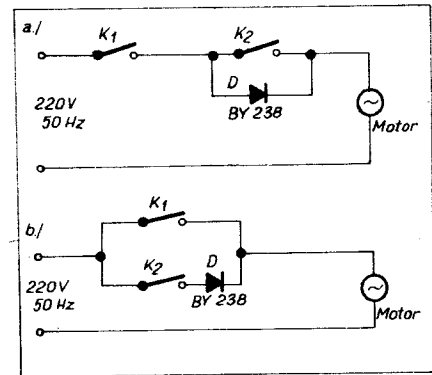 a./
K1
K2
D
BY 238
220V
50 Hz
Motor
b./
K1
K2
D
BY 238
220V
50 Hz
Motor